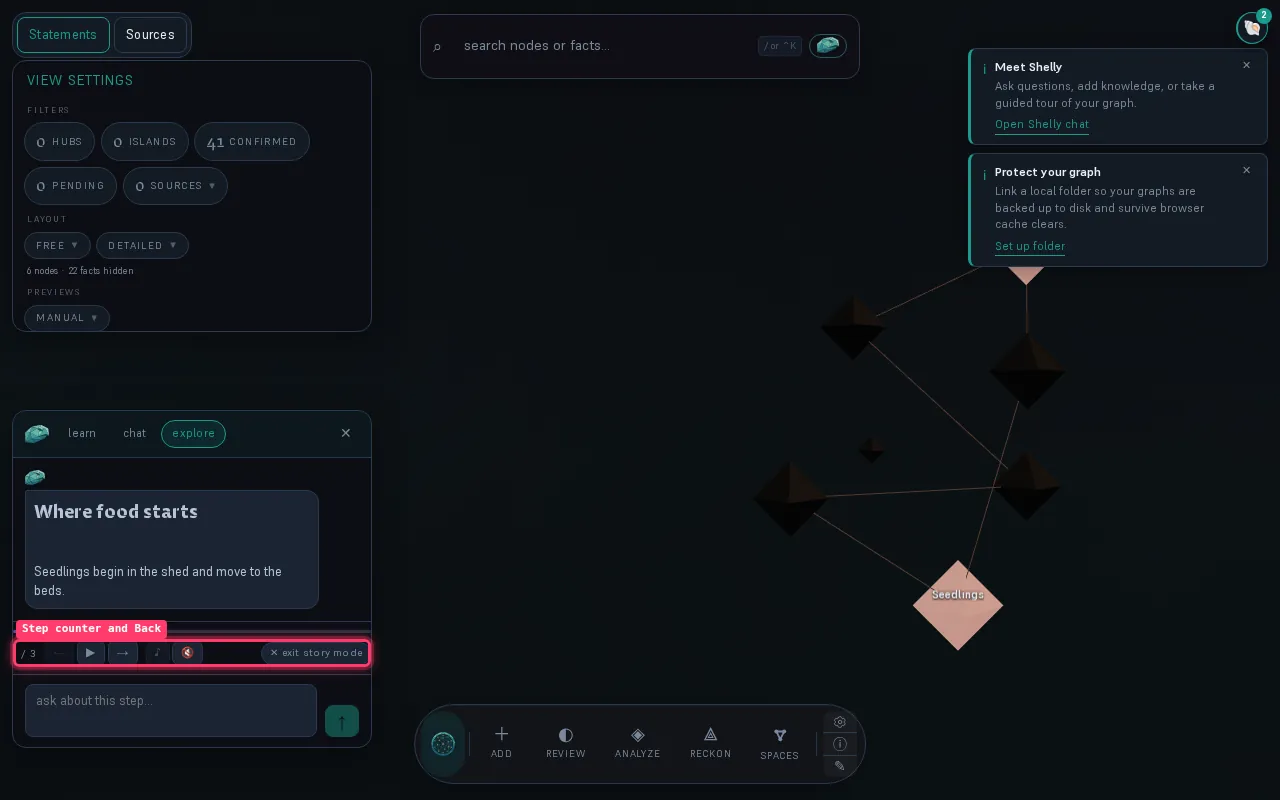 Statements
Sources
search nodes or facts...
/ or ^K
2
VIEW SETTINGS
FILTERS
0 HUBS
0 ISLANDS
41 CONFIRMED
0 PENDING
0 SOURCES ▼
LAYOUT
FREE ▼
DETAILED ▼
6 nodes · 22 facts hidden
PREVIEWS
MANUAL ▼
i Meet Shelly ×
Ask questions, add knowledge, or take a
guided tour of your graph.
Open Shelly chat
i Protect your graph ×
Link a local folder so your graphs are
backed up to disk and survive browser
cache clears.
Set up folder
Seedlings
learn
chat
explore
×
Where food starts
Seedlings begin in the shed and move to the
beds.
Step counter and Back
/ 3
← ▶ → ♪
✕ exit story mode
ask about this step...
↑
ADD
REVIEW
ANALYZE
RECKON
SPACES